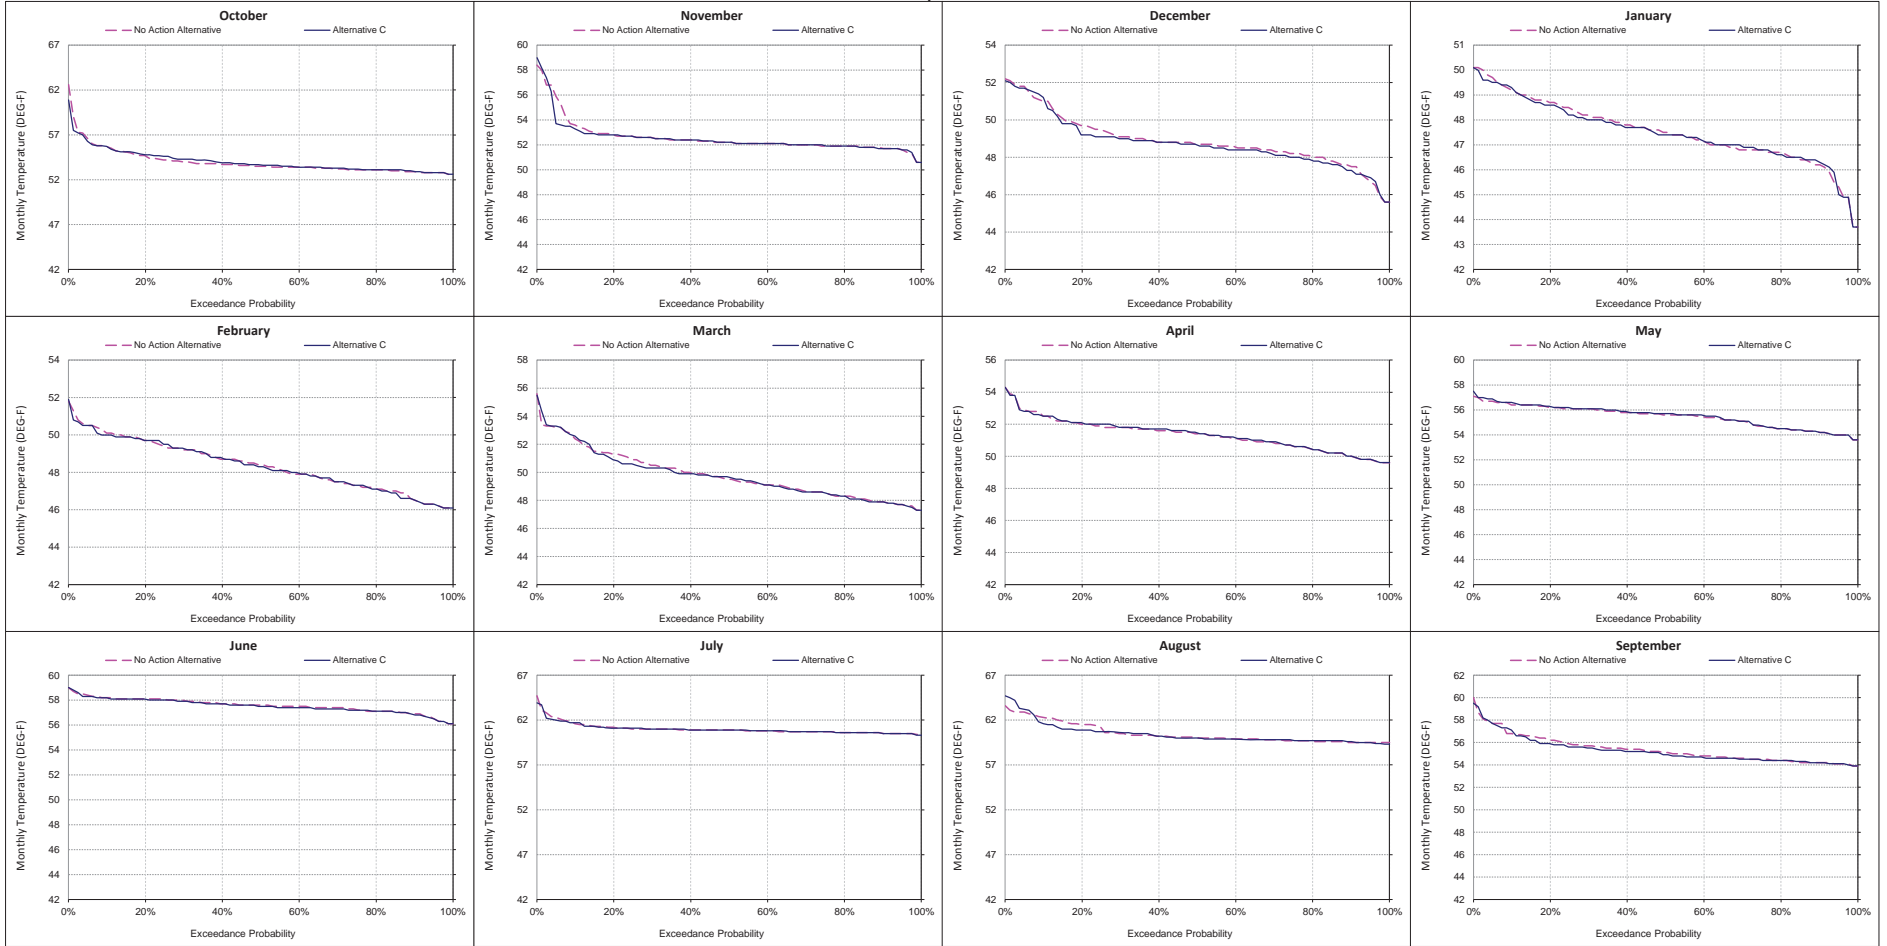 October
No Action Alternative Alternative C
67
62
57
52
47
42
0% 20% 40% 60% 80% 100%
Monthly Temperature (DEG-F)
Exceedance Probability
November
No Action Alternative Alternative C
60
58
56
54
52
50
48
46
44
42
0% 20% 40% 60% 80% 100%
Monthly Temperature (DEG-F)
Exceedance Probability
December
No Action Alternative Alternative C
54
52
50
48
46
44
42
0% 20% 40% 60% 80% 100%
Monthly Temperature (DEG-F)
Exceedance Probability
January
No Action Alternative Alternative C
51
50
49
48
47
46
45
44
43
42
0% 20% 40% 60% 80% 100%
Monthly Temperature (DEG-F)
Exceedance Probability
February
No Action Alternative Alternative C
54
52
50
48
46
44
42
0% 20% 40% 60% 80% 100%
Monthly Temperature (DEG-F)
Exceedance Probability
March
No Action Alternative Alternative C
58
56
54
52
50
48
46
44
42
0% 20% 40% 60% 80% 100%
Monthly Temperature (DEG-F)
Exceedance Probability
April
No Action Alternative Alternative C
56
54
52
50
48
46
44
42
0% 20% 40% 60% 80% 100%
Monthly Temperature (DEG-F)
Exceedance Probability
May
No Action Alternative Alternative C
60
58
56
54
52
50
48
46
44
42
0% 20% 40% 60% 80% 100%
Monthly Temperature (DEG-F)
Exceedance Probability
June
No Action Alternative Alternative C
60
58
56
54
52
50
48
46
44
42
0% 20% 40% 60% 80% 100%
Monthly Temperature (DEG-F)
Exceedance Probability
July
No Action Alternative Alternative C
67
62
57
52
47
42
0% 20% 40% 60% 80% 100%
Monthly Temperature (DEG-F)
Exceedance Probability
August
No Action Alternative Alternative C
67
62
57
52
47
42
0% 20% 40% 60% 80% 100%
Monthly Temperature (DEG-F)
Exceedance Probability
September
No Action Alternative Alternative C
62
60
58
56
54
52
50
48
46
44
42
0% 20% 40% 60% 80% 100%
Monthly Temperature (DEG-F)
Exceedance Probability